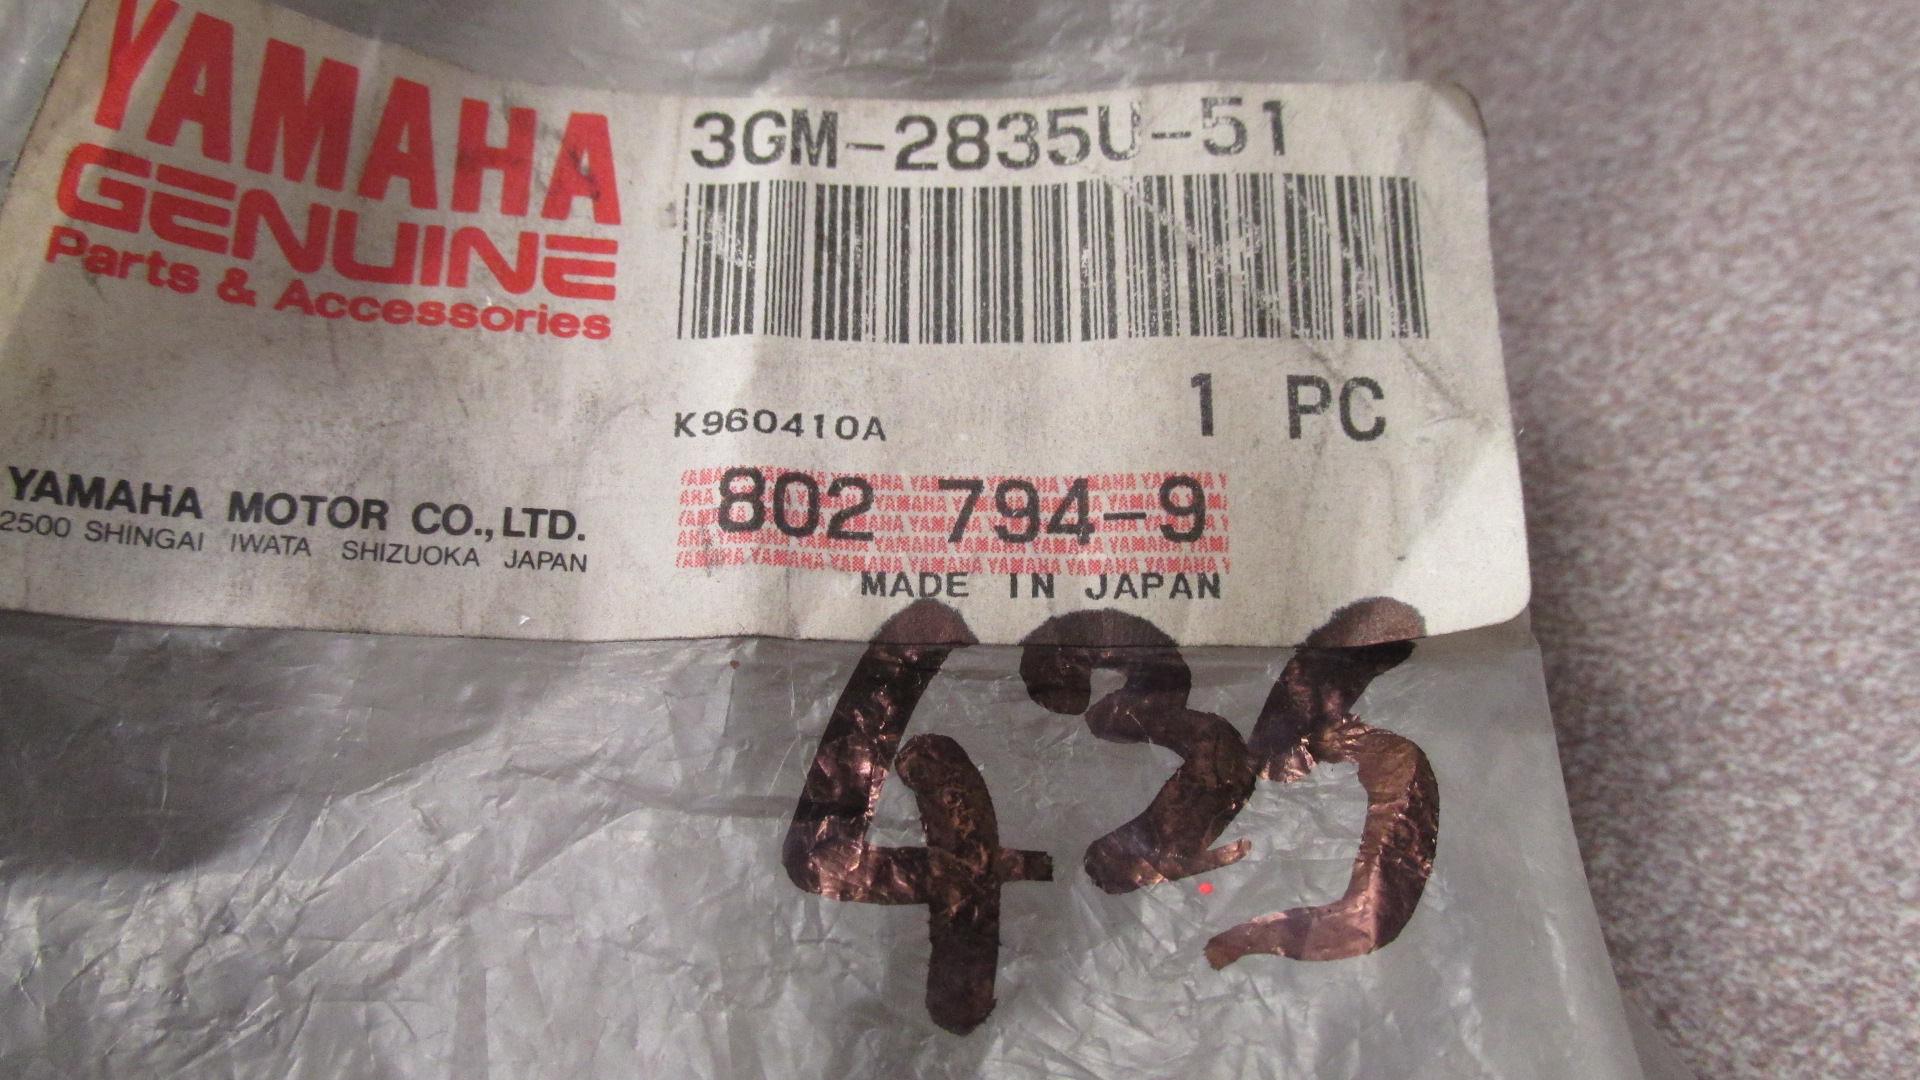 YAMAHA
GENUINE
Parts & Accessories
3GM-2835U-51
K960410A
1 PC
YAMAHA MOTOR CO., LTD.
2500 SHINGAI IWATA SHIZUOKA JAPAN
802 794-9
MADE IN JAPAN
435